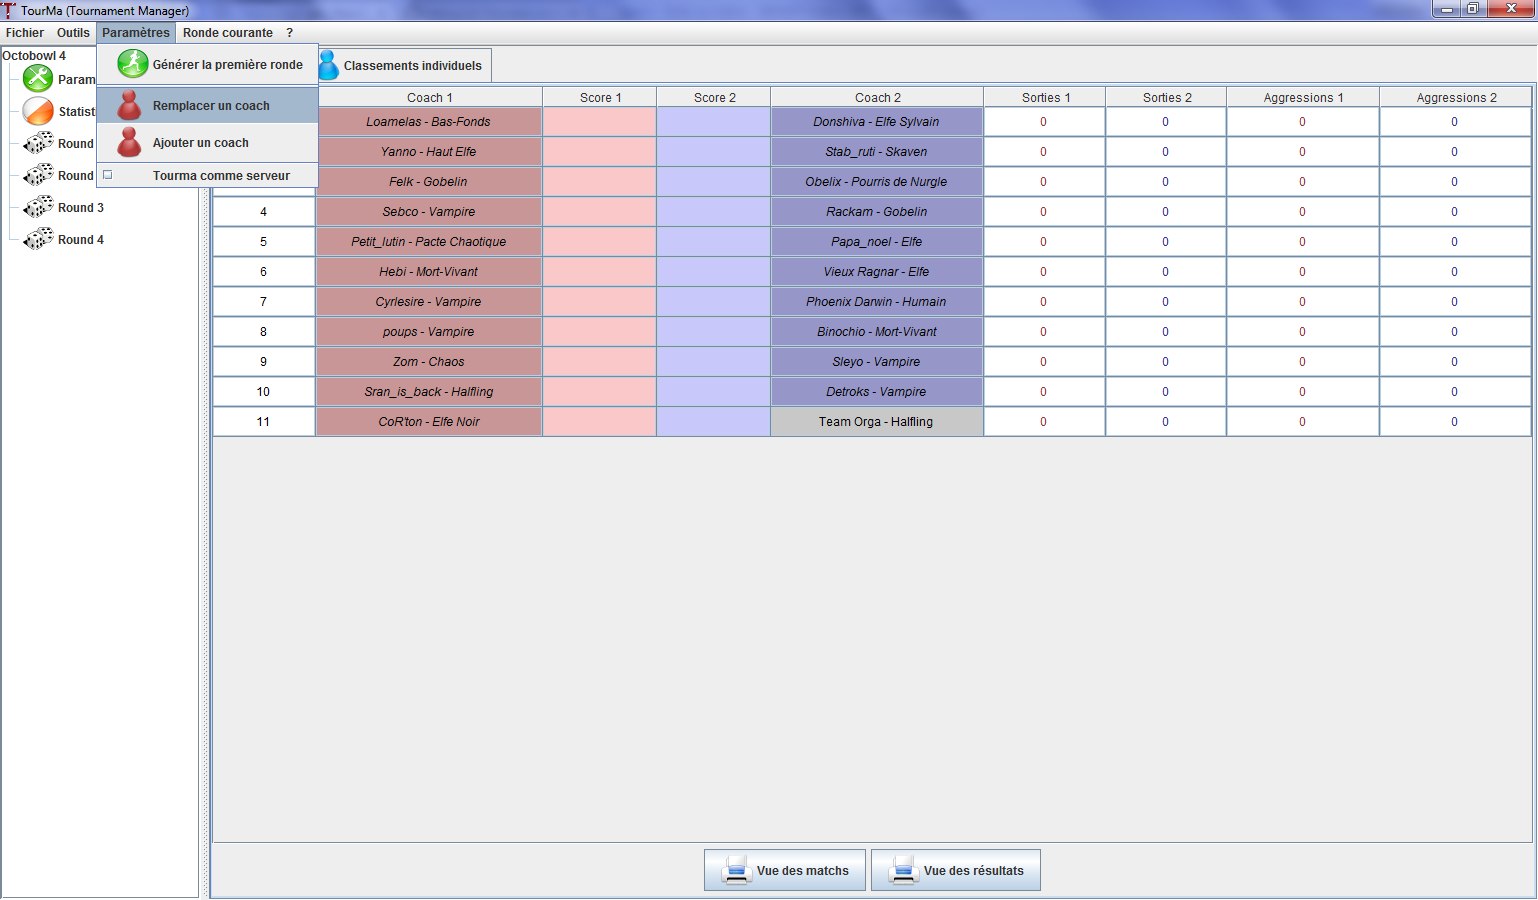 TourMa (Tournament Manager)
Fichier Outils Paramètres Ronde courante ?
Octobowl 4
Param
Statist
Round
Round
Round 3
Round 4
Générer la première ronde
Remplacer un coach
Ajouter un coach
Tourma comme serveur
Classements individuels
Coach 1 Score 1 Score 2 Coach 2 Sorties 1 Sorties 2 Aggressions 1 Aggressions 2
Loamelas - Bas-Fonds Donshiva - Elfe Sylvain 0 0 0 0
Yanno - Haut Elfe Stab_ruti - Skaven 0 0 0 0
Felk - Gobelin Obelix - Pourris de Nurgle 0 0 0 0
4 Sebco - Vampire Rackam - Gobelin 0 0 0 0
5 Petit_lutin - Pacte Chaotique Papa_noel - Elfe 0 0 0 0
6 Hebi - Mort-Vivant Vieux Ragnar - Elfe 0 0 0 0
7 Cyrlesire - Vampire Phoenix Darwin - Humain 0 0 0 0
8 poups - Vampire Binochio - Mort-Vivant 0 0 0 0
9 Zom - Chaos Sleyo - Vampire 0 0 0 0
10 Sran_is_back - Halfling Detroks - Vampire 0 0 0 0
11 CoR'ton - Elfe Noir Team Orga - Halfling 0 0 0 0
Vue des matchs Vue des résultats